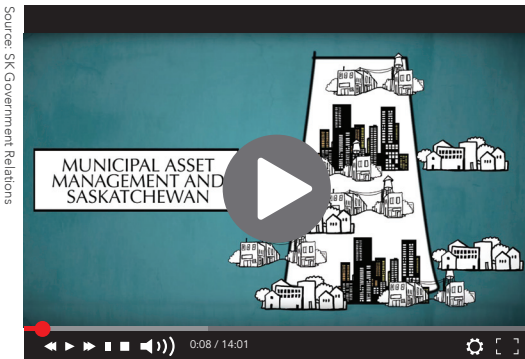 Source: SK Government Relations
MUNICIPAL ASSET
MANAGEMENT AND
SASKATCHEWAN
0:08 / 14:01